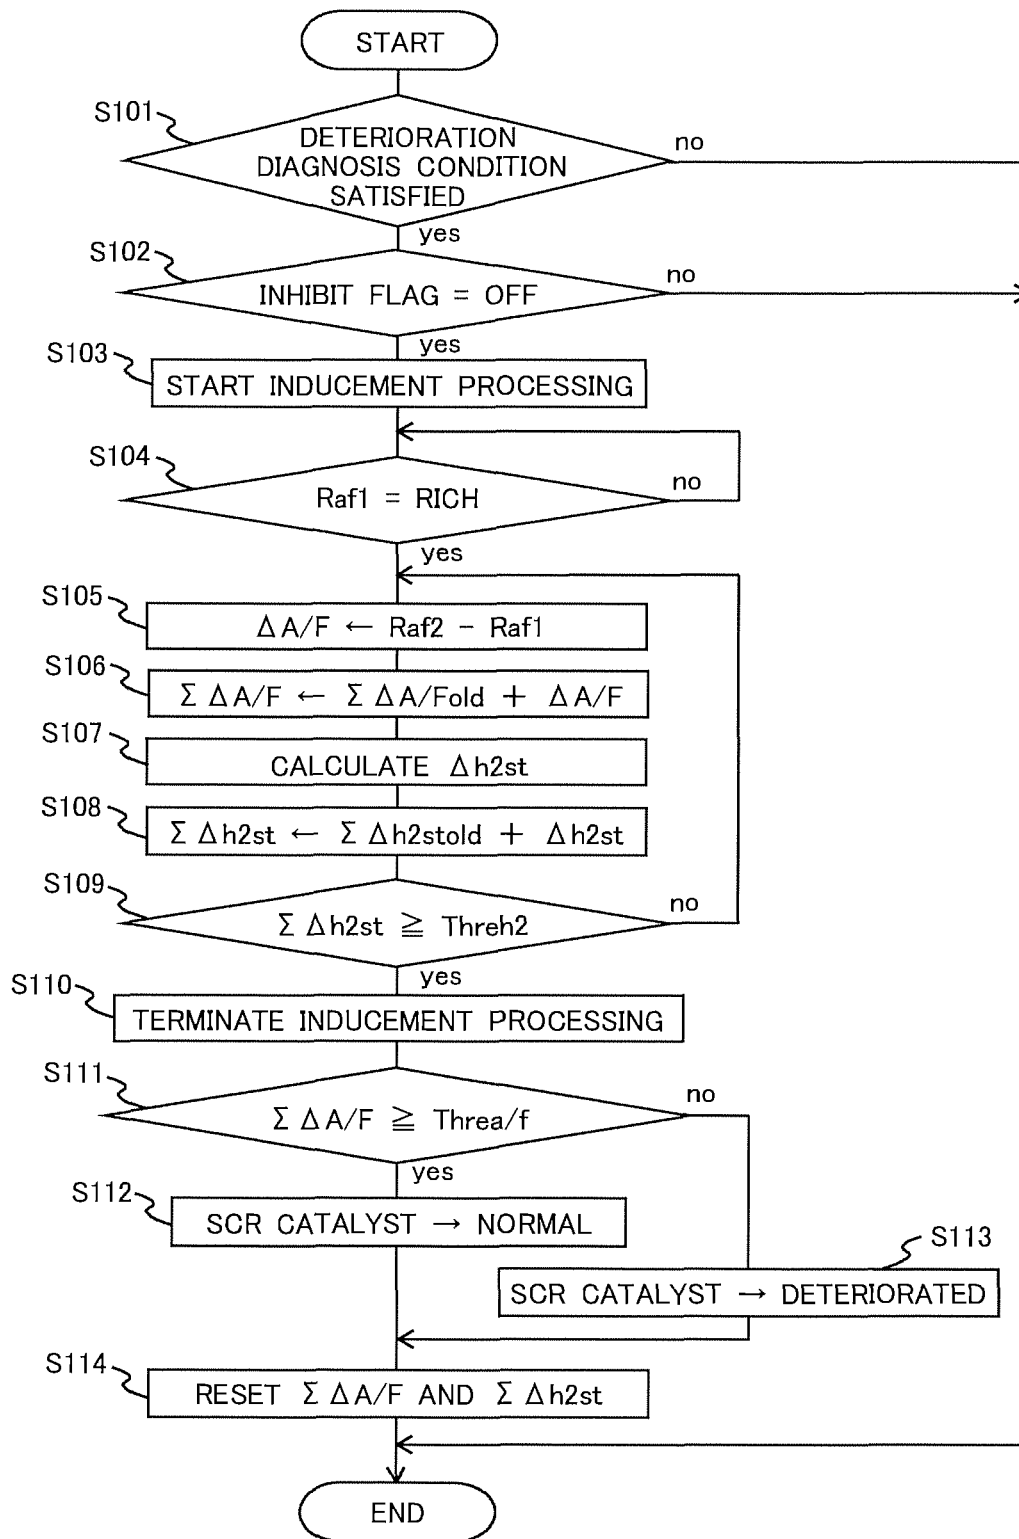 START
S101
DETERIORATION
DIAGNOSIS CONDITION
SATISFIED
no
yes
S102
INHIBIT FLAG = OFF
no
yes
S103
START INDUCEMENT PROCESSING
S104
Raf1 = RICH
no
yes
S105
ΔA/F ← Raf2 − Raf1
S106
Σ ΔA/F ← Σ ΔA/Fold + ΔA/F
S107
CALCULATE Δh2st
S108
Σ Δh2st ← Σ Δh2stold + Δh2st
S109
Σ Δh2st ≧ Threh2
no
yes
S110
TERMINATE INDUCEMENT PROCESSING
S111
Σ ΔA/F ≧ Threa/f
no
yes
S112
SCR CATALYST → NORMAL
S113
SCR CATALYST → DETERIORATED
S114
RESET Σ ΔA/F AND Σ Δh2st
END